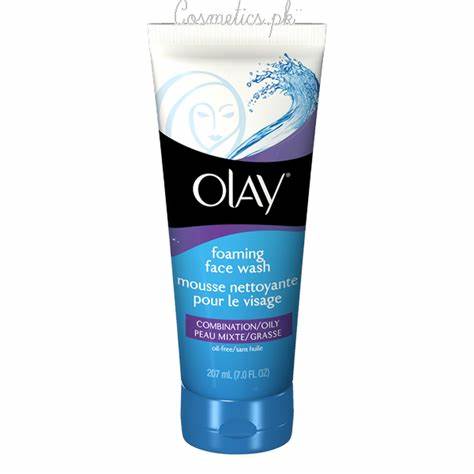 Cosmetics.pk
OLAY®
foaming
face wash
mousse nettoyante
pour le visage
COMBINATION/OILY
PEAU MIXTE/GRASSE
oil-free/sans huile
207 mL (7.0 FL OZ)